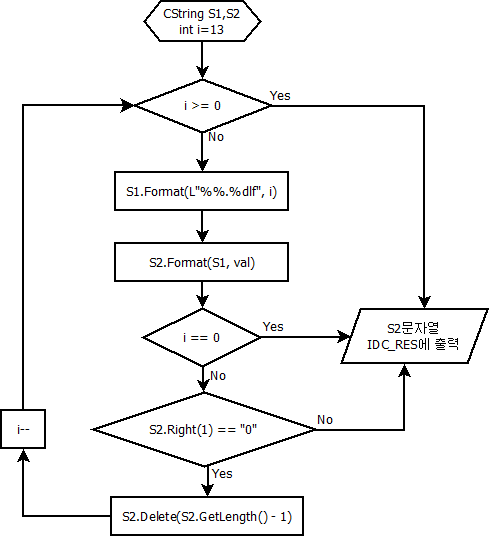 CString S1,S2
int i=13
i >= 0
Yes
No
S1.Format(L"%%.%dlf", i)
S2.Format(S1, val)
i == 0
Yes
S2문자열
IDC_RES에 출력
No
i--
S2.Right(1) == "0"
No
Yes
S2.Delete(S2.GetLength() - 1)